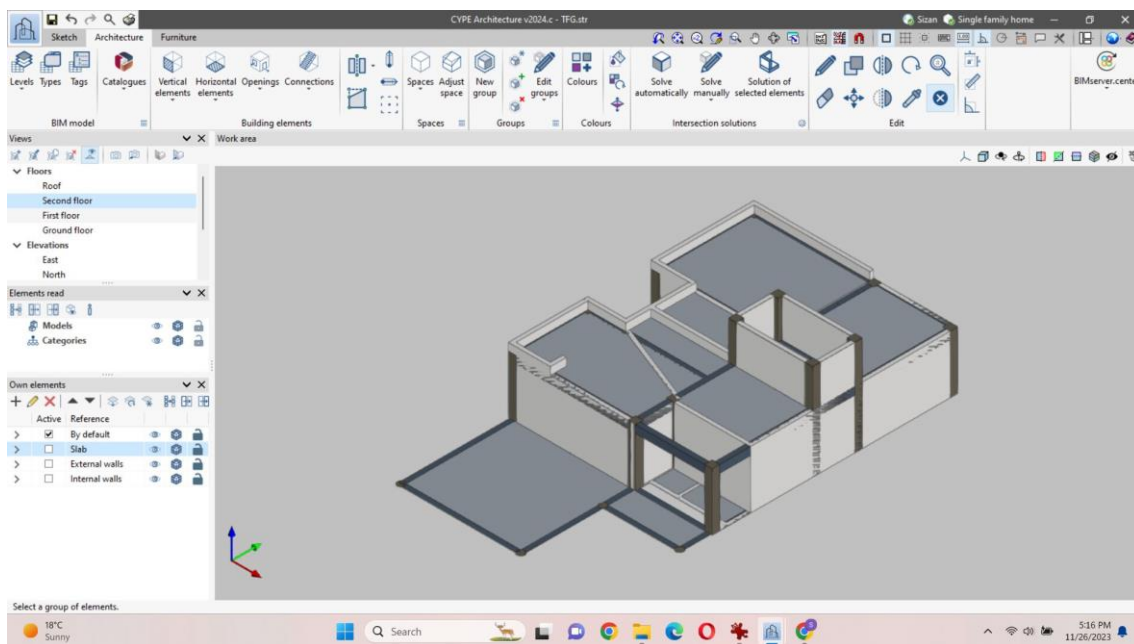 CYPE Architecture v2024.c - TFG.str
Sizan
Single family home
Sketch
Architecture
Furniture
Levels
Types
Tags
Catalogues
Vertical elements
Horizontal elements
Openings
Connections
Spaces
Adjust space
New group
Edit groups
Colours
Solve automatically
Solve manually
Solution of selected elements
BIMserver.cente
BIM model
Building elements
Spaces
Groups
Colours
Intersection solutions
Edit
Views
Work area
Floors
Roof
Second floor
First floor
Ground floor
Elevations
East
North
Elements read
Models
Categories
Own elements
Active Reference
By default
Slab
External walls
Internal walls
Select a group of elements.
18°C
Sunny
Search
5:16 PM
11/26/2023